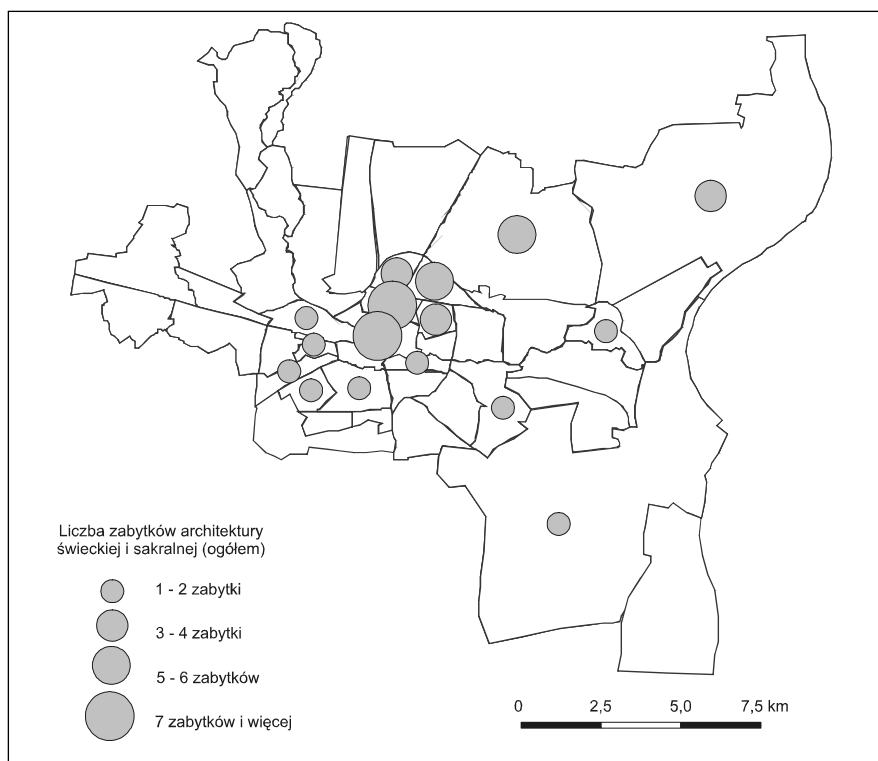 Liczba zabytków architektury
świeckiej i sakralnej (ogółem)
1 - 2 zabytki
3 - 4 zabytki
5 - 6 zabytków
7 zabytków i więcej
0 2,5 5,0 7,5 km